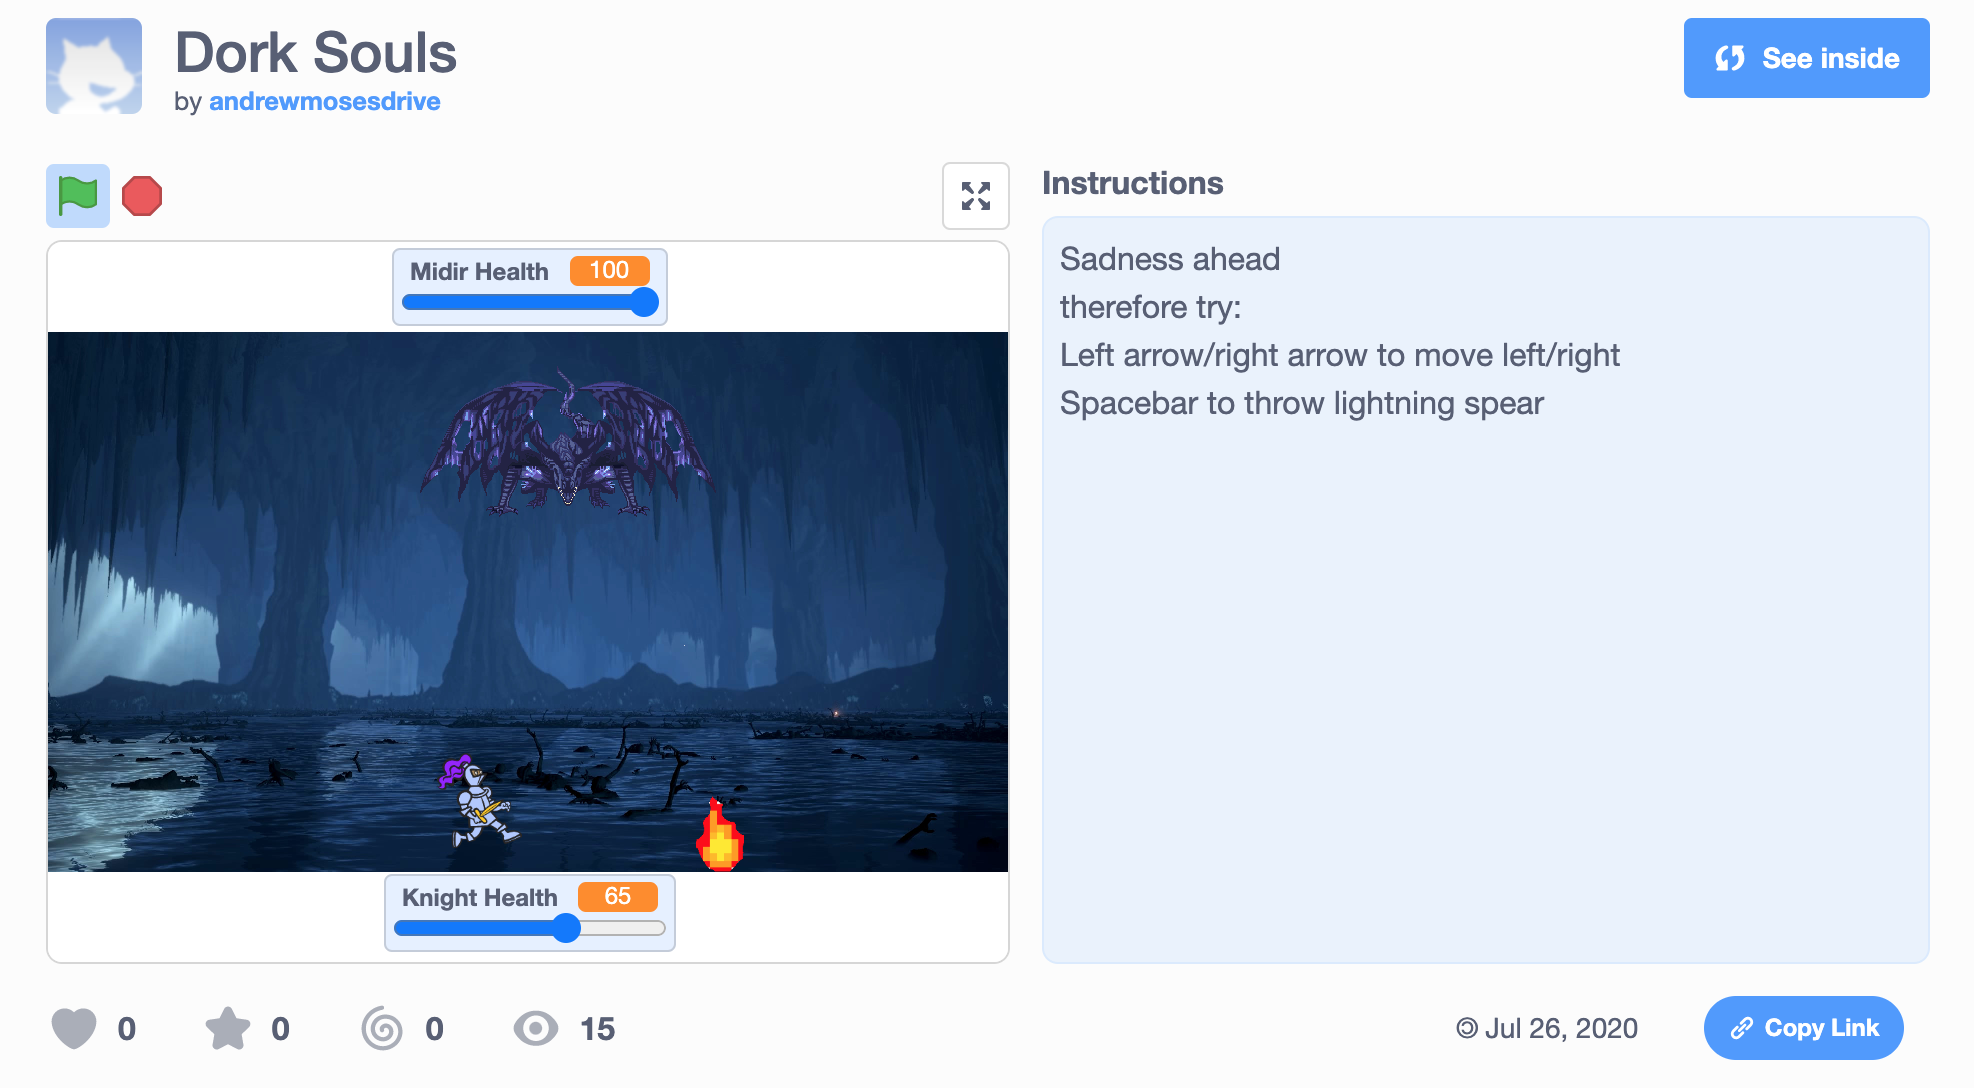 Dork Souls
by andrewmosesdrive
See inside
Midir Health 100
Knight Health 65
Instructions
Sadness ahead
therefore try:
Left arrow/right arrow to move left/right
Spacebar to throw lightning spear
0 0 0 15
Jul 26, 2020
Copy Link